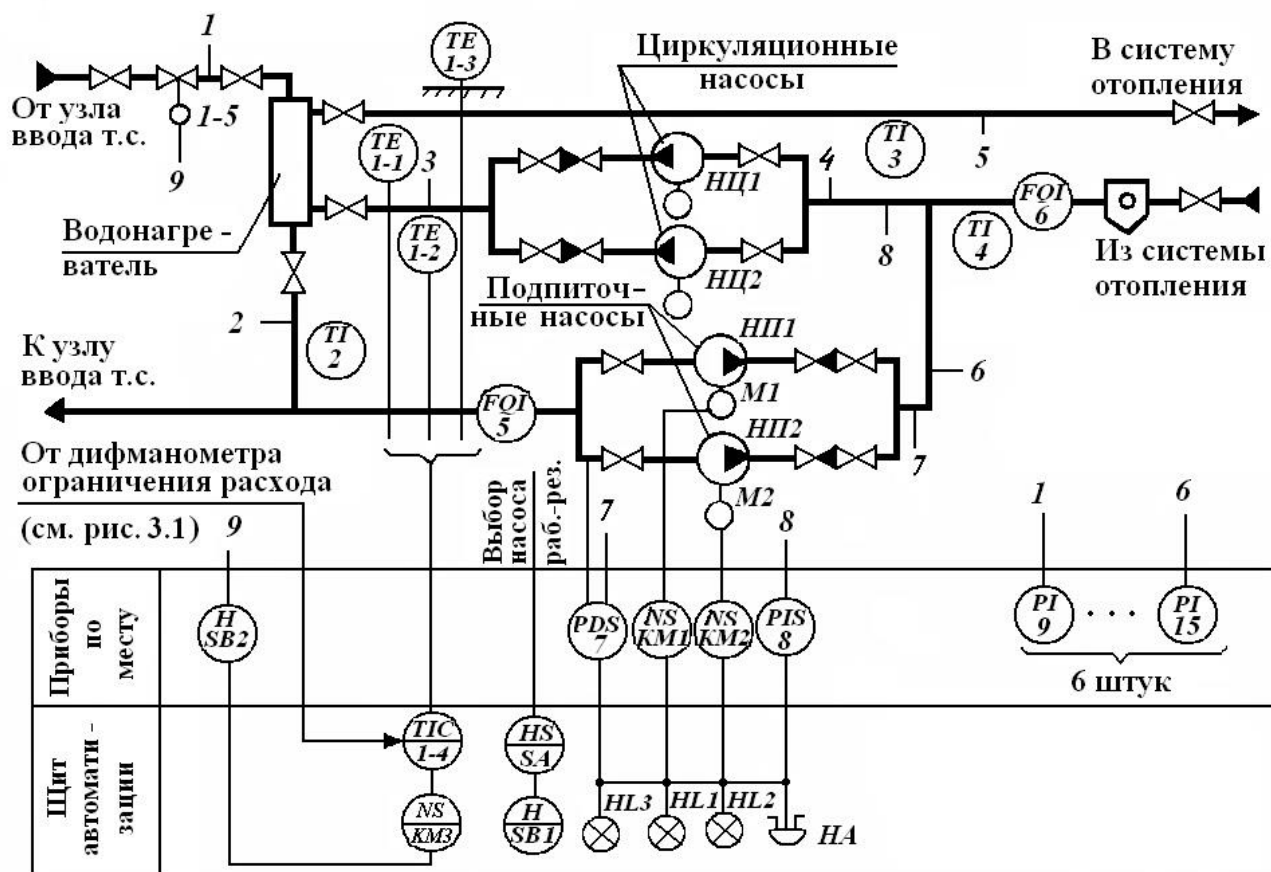 1
TE
1-3
Циркуляционные
насосы
В систему
отопления
От узла
ввода т.с.
1-5
9
TE
1-1
3
НЦ1
4
TI
3
5
FQI
6
Водонагре -
ватель
TE
1-2
НЦ2
8
TI
4
Из системы
отопления
Подпиточ-
ные насосы
НП1
2
TI
2
К узлу
ввода т.с.
6
M1
FQI
5
НП2
7
От дифманометра
ограничения расхода
(см. рис. 3.1)
9
Выбор
насоса
раб.-рез.
7
M2
8
1
6
Приборы
по
месту
H
SB2
PDS
7
NS
KM1
NS
KM2
PIS
8
PI
9
. . .
PI
15
6 штук
Щит
автомати -
зации
TIC
1-4
HS
SA
NS
KM3
H
SB1
HL3
HL1
HL2
HA